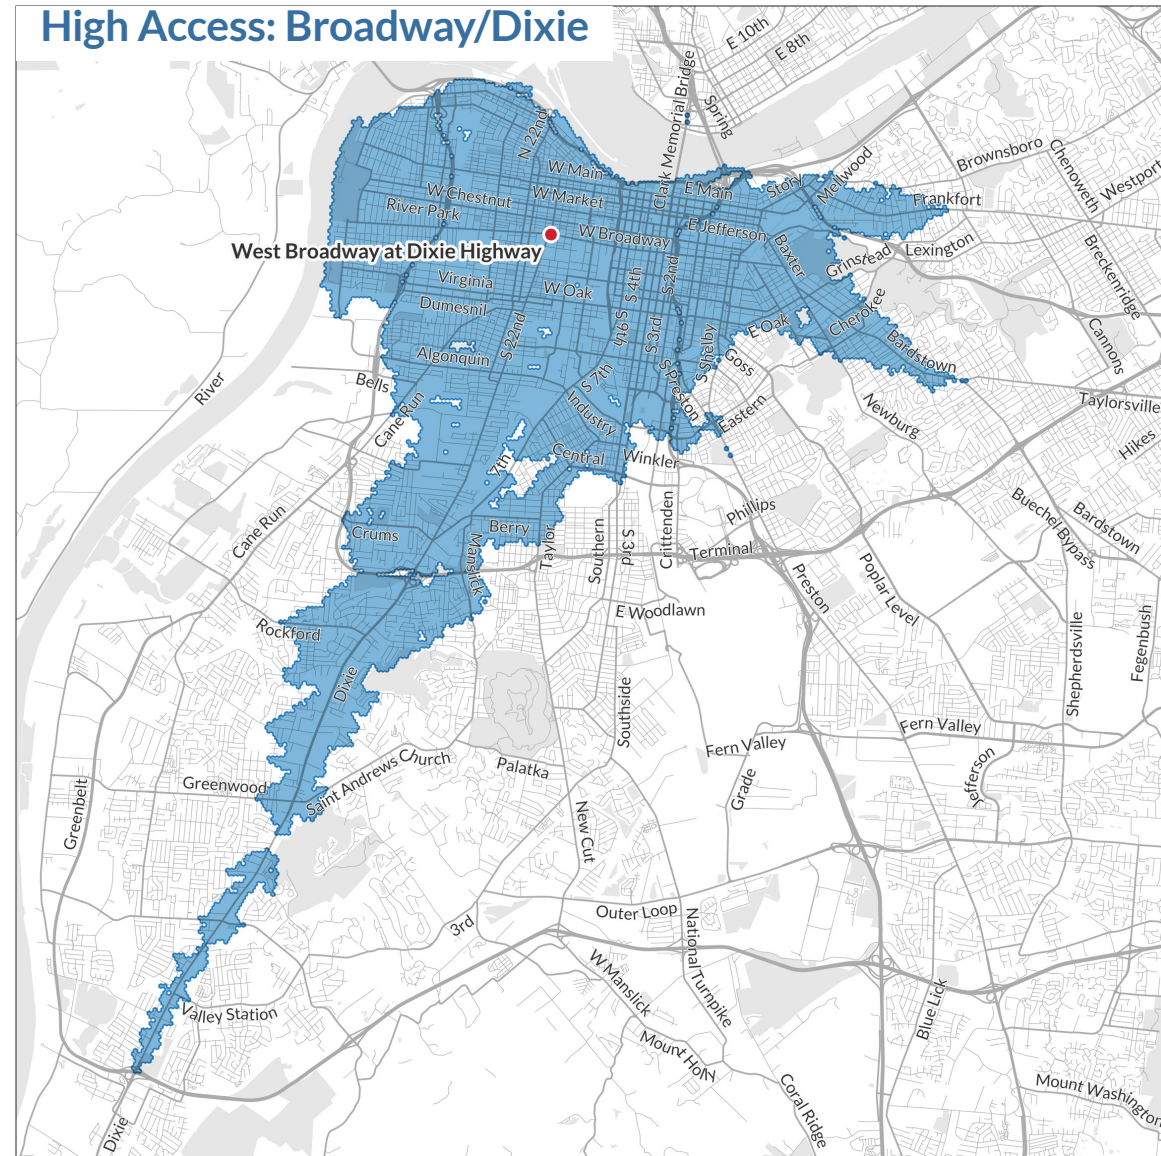 High Access: Broadway/Dixie
E 10th
E 8th
Clark Memorial Bridge
Spring
N 22nd
W Main
Brownsboro
Chenoweth
Westport
Mellwood
Story
E Main
W Chestnut
W Market
River Park
Frankfort
W Broadway
E Jefferson
Baxter
Lexington
Grinstead
Breckenridge
West Broadway at Dixie Highway
Virginia
W Oak
S 4th
S 2nd
Dumesnil
S 22nd
S 9th
S 3rd
E Oak
Cherokee
Cannons
Algonquin
S Shelby
Goss
Bardstown
Bells
S 7th
S Preston
River
Cane Run
Industry
Eastern
Newburg
Taylorsville
Hikes
7th
Central
Winkler
Cane Run
Crums
Berry
Manslick
Taylor
Southern
S 3rd
Crittenden
Phillips
Terminal
Buechel Bypass
Bardstown
Preston
Poplar Level
E Woodlawn
Rockford
Dixie
Shepherdsville
Fegenbush
Southside
Fern Valley
Fern Valley
Greenwood
Saint Andrews Church
Palatka
Grade
Jefferson
Greenbelt
New Cut
3rd
Outer Loop
National Turnpike
Valley Station
W Manslick
Blue Lick
Mount Holly
Coral Ridge
Mount Washington
Dixie